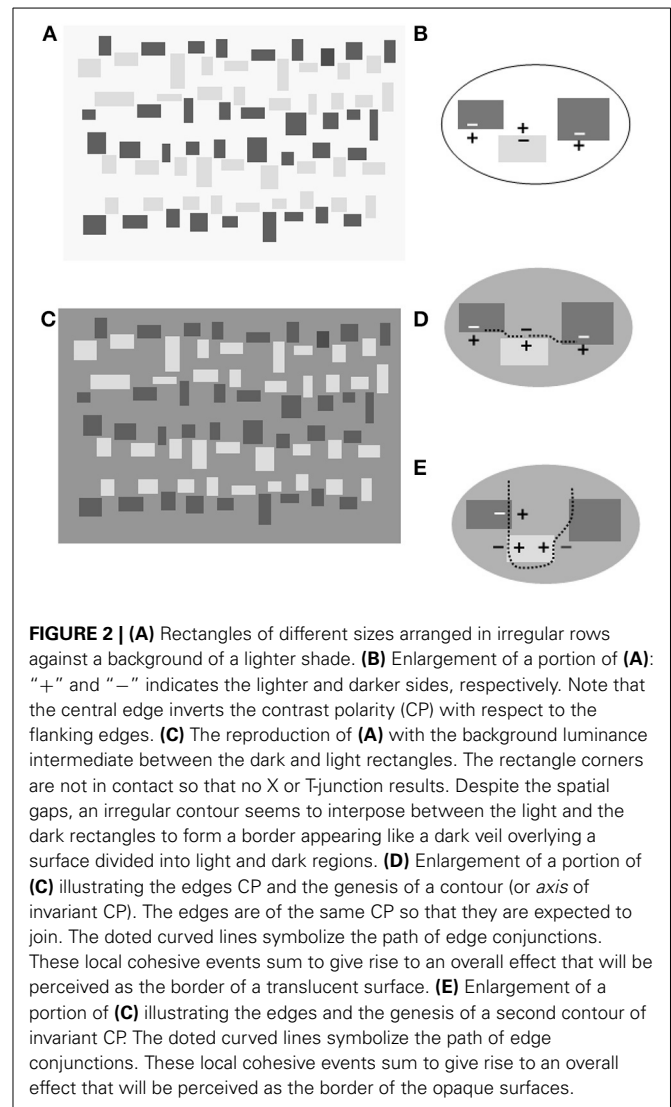 A
B
− + + − − +
C
D
− + − + − +
E
− + − + + −
FIGURE 2 | (A) Rectangles of different sizes arranged in irregular rows
against a background of a lighter shade. (B) Enlargement of a portion of (A):
“+” and “−” indicates the lighter and darker sides, respectively. Note that
the central edge inverts the contrast polarity (CP) with respect to the
flanking edges. (C) The reproduction of (A) with the background luminance
intermediate between the dark and light rectangles. The rectangle corners
are not in contact so that no X or T-junction results. Despite the spatial
gaps, an irregular contour seems to interpose between the light and the
dark rectangles to form a border appearing like a dark veil overlying a
surface divided into light and dark regions. (D) Enlargement of a portion of
(C) illustrating the edges CP and the genesis of a contour (or axis of
invariant CP). The edges are of the same CP so that they are expected to
join. The doted curved lines symbolize the path of edge conjunctions.
These local cohesive events sum to give rise to an overall effect that will be
perceived as the border of a translucent surface. (E) Enlargement of a
portion of (C) illustrating the edges and the genesis of a second contour of
invariant CP. The doted curved lines symbolize the path of edge
conjunctions. These local cohesive events sum to give rise to an overall
effect that will be perceived as the border of the opaque surfaces.